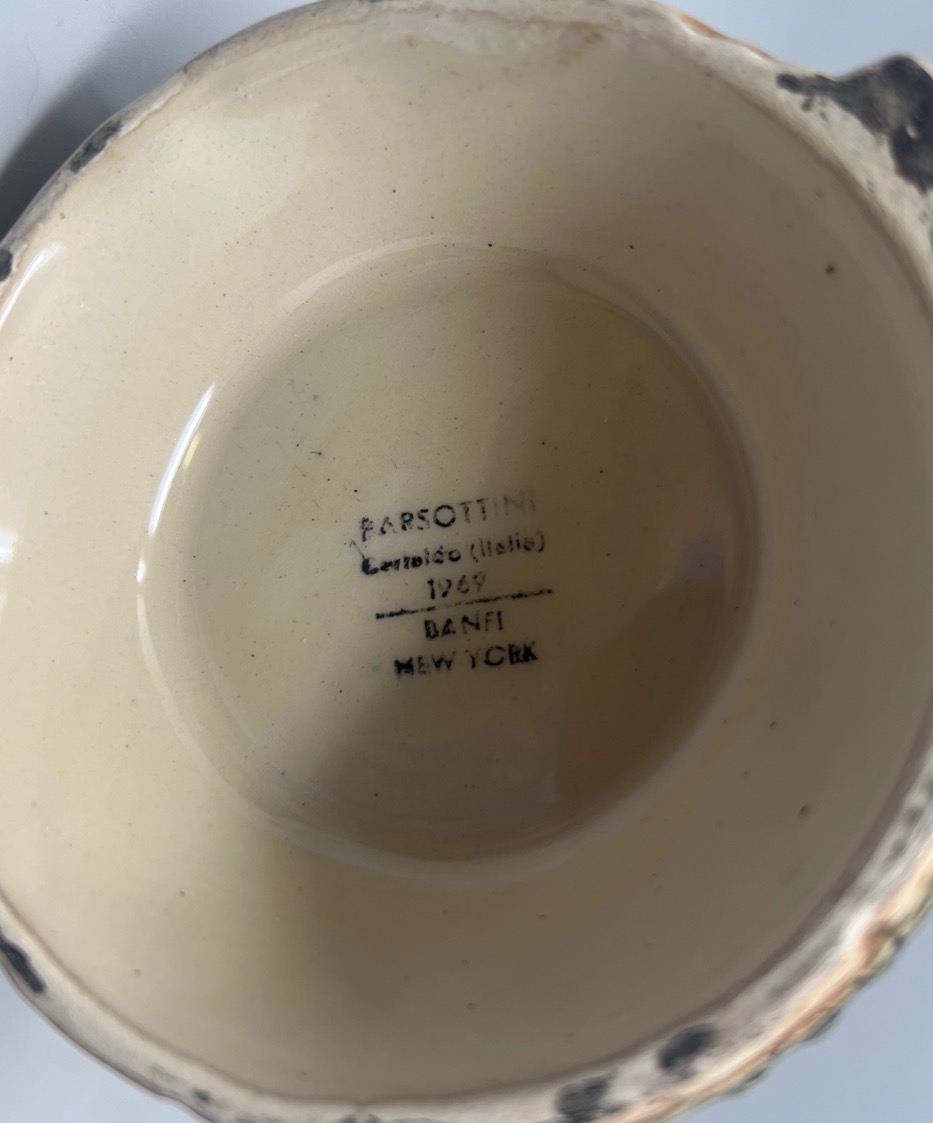 BARSOTTINI
Certaldo (Italia)
1969
BANFI
NEW YORK